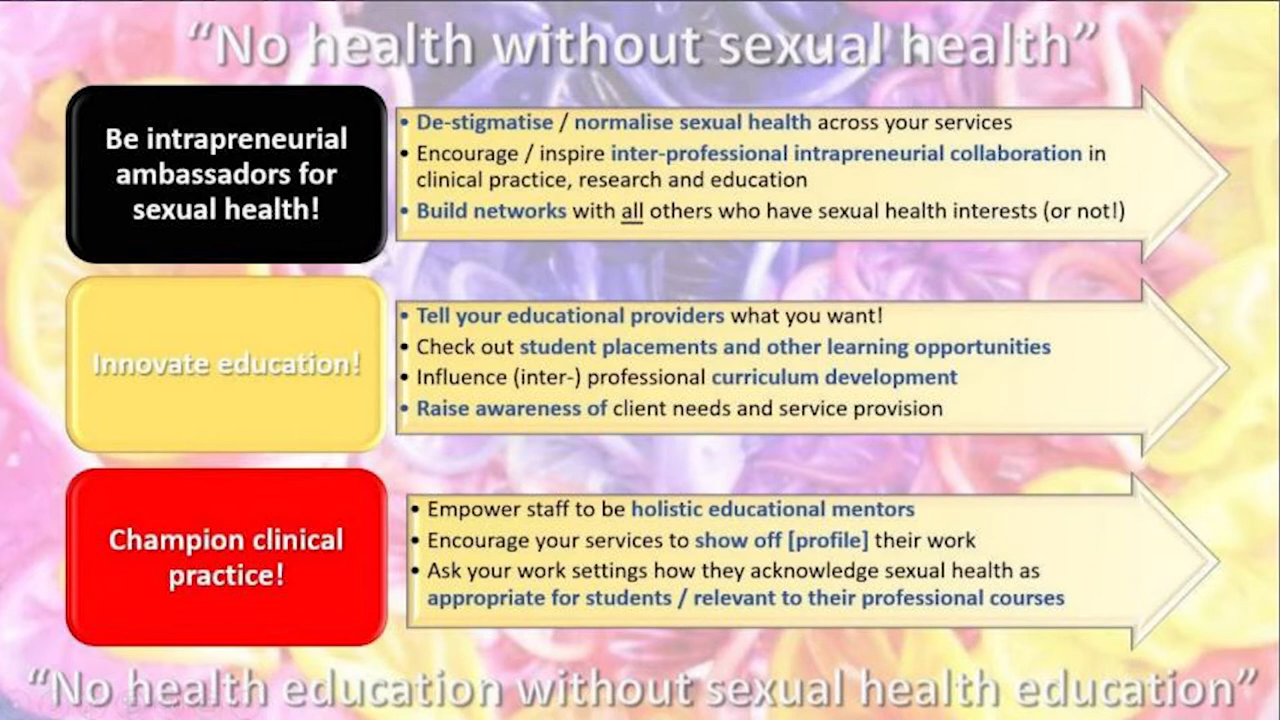 “No health without sexual health”
Be intrapreneurial
ambassadors for
sexual health!
• De-stigmatise / normalise sexual health across your services
• Encourage / inspire inter-professional intrapreneurial collaboration in
clinical practice, research and education
• Build networks with all others who have sexual health interests (or not!)
Innovate education!
• Tell your educational providers what you want!
• Check out student placements and other learning opportunities
• Influence (inter-) professional curriculum development
• Raise awareness of client needs and service provision
Champion clinical
practice!
• Empower staff to be holistic educational mentors
• Encourage your services to show off [profile] their work
• Ask your work settings how they acknowledge sexual health as
appropriate for students / relevant to their professional courses
“No health education without sexual health education”